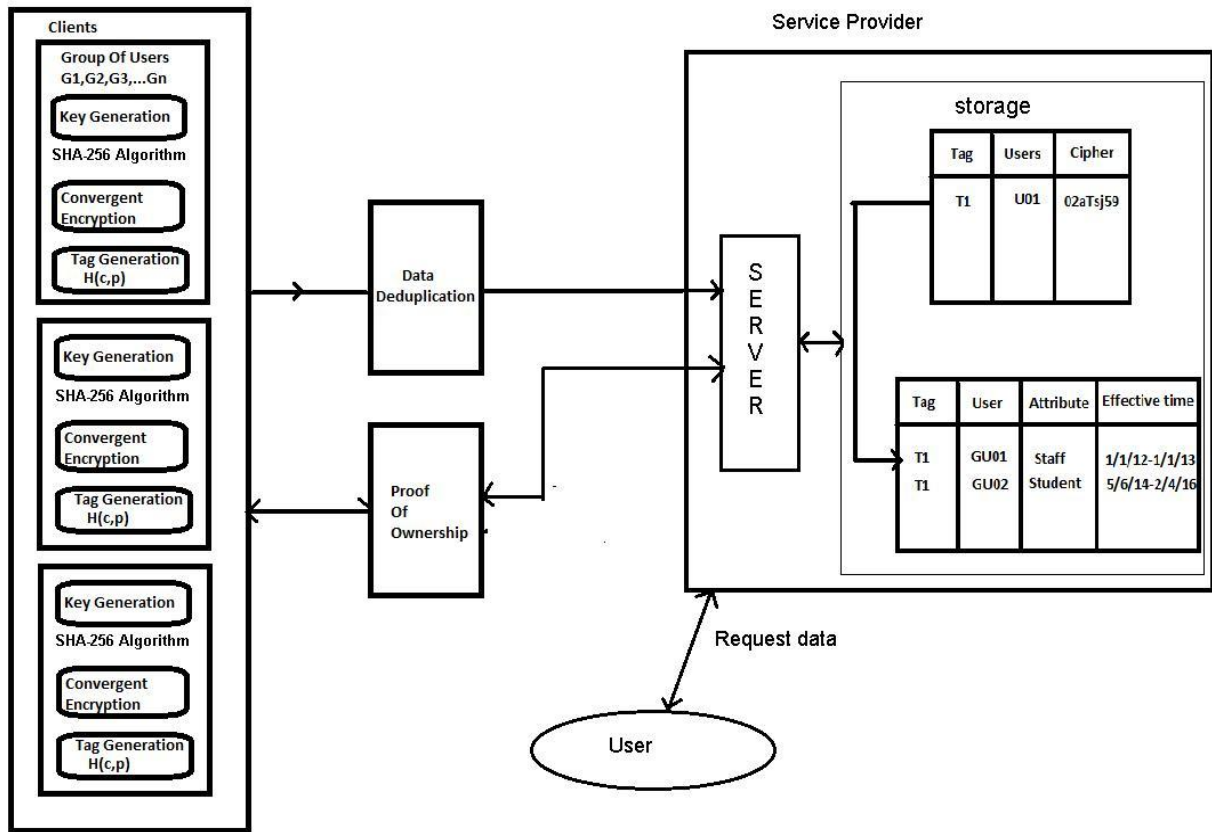 Clients
Group Of Users
G1,G2,G3,...Gn
Key Generation
SHA-256 Algorithm
Convergent
Encryption
Tag Generation
H(c,p)
Key Generation
SHA-256 Algorithm
Convergent
Encryption
Tag Generation
H(c,p)
Key Generation
SHA-256 Algorithm
Convergent
Encryption
Tag Generation
H(c,p)
Data
Deduplication
Proof
Of
Ownership
Service Provider
S
E
R
V
E
R
storage
Tag Users Cipher
T1 U01 02aTsj59
Tag User Attribute Effective time
T1 GU01 Staff 1/1/12-1/1/13
T1 GU02 Student 5/6/14-2/4/16
Request data
User